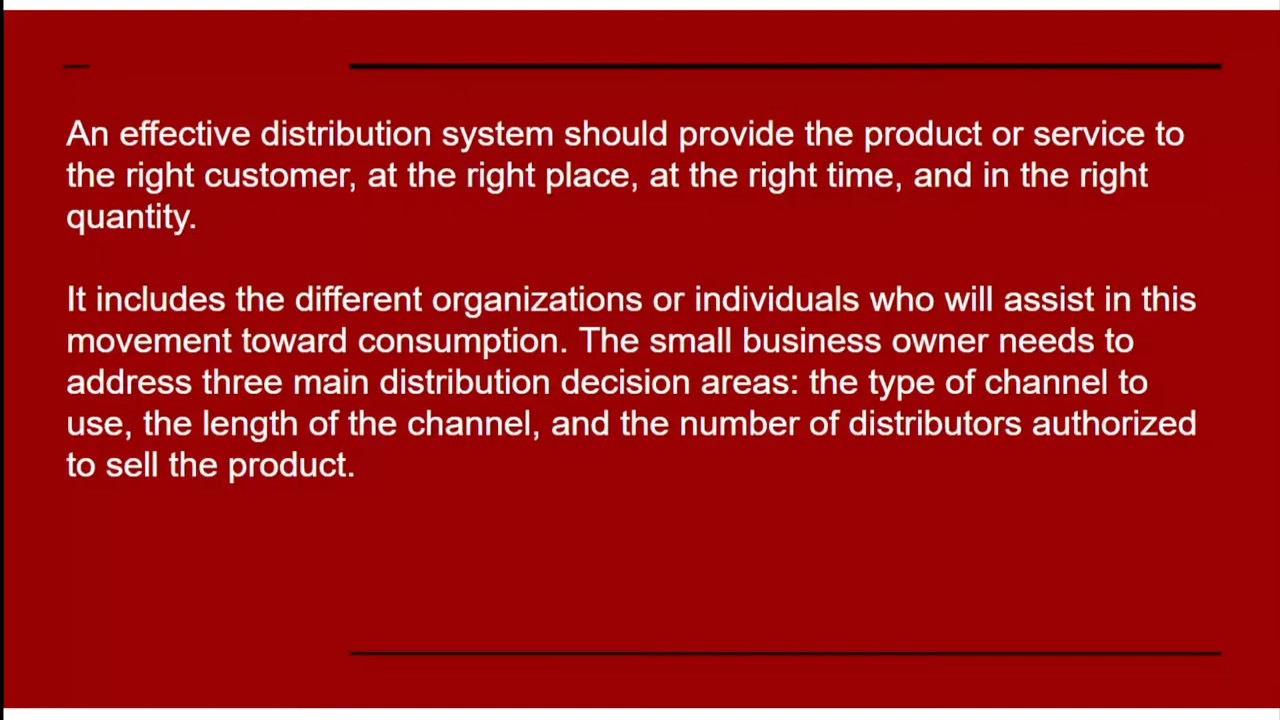 An effective distribution system should provide the product or service to
the right customer, at the right place, at the right time, and in the right
quantity.
It includes the different organizations or individuals who will assist in this
movement toward consumption. The small business owner needs to
address three main distribution decision areas: the type of channel to
use, the length of the channel, and the number of distributors authorized
to sell the product.